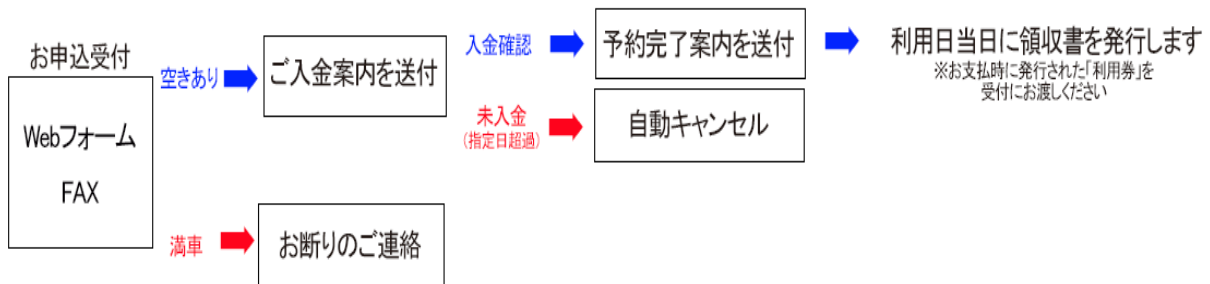 お申込受付
Webフォーム
FAX
空きあり
ご入金案内を送付
入金確認
予約完了案内を送付
利用日当日に領収書を発行します
※お支払時に発行された「利用券」を
受付にお渡しください
未入金
(指定日超過)
自動キャンセル
満車
お断りのご連絡